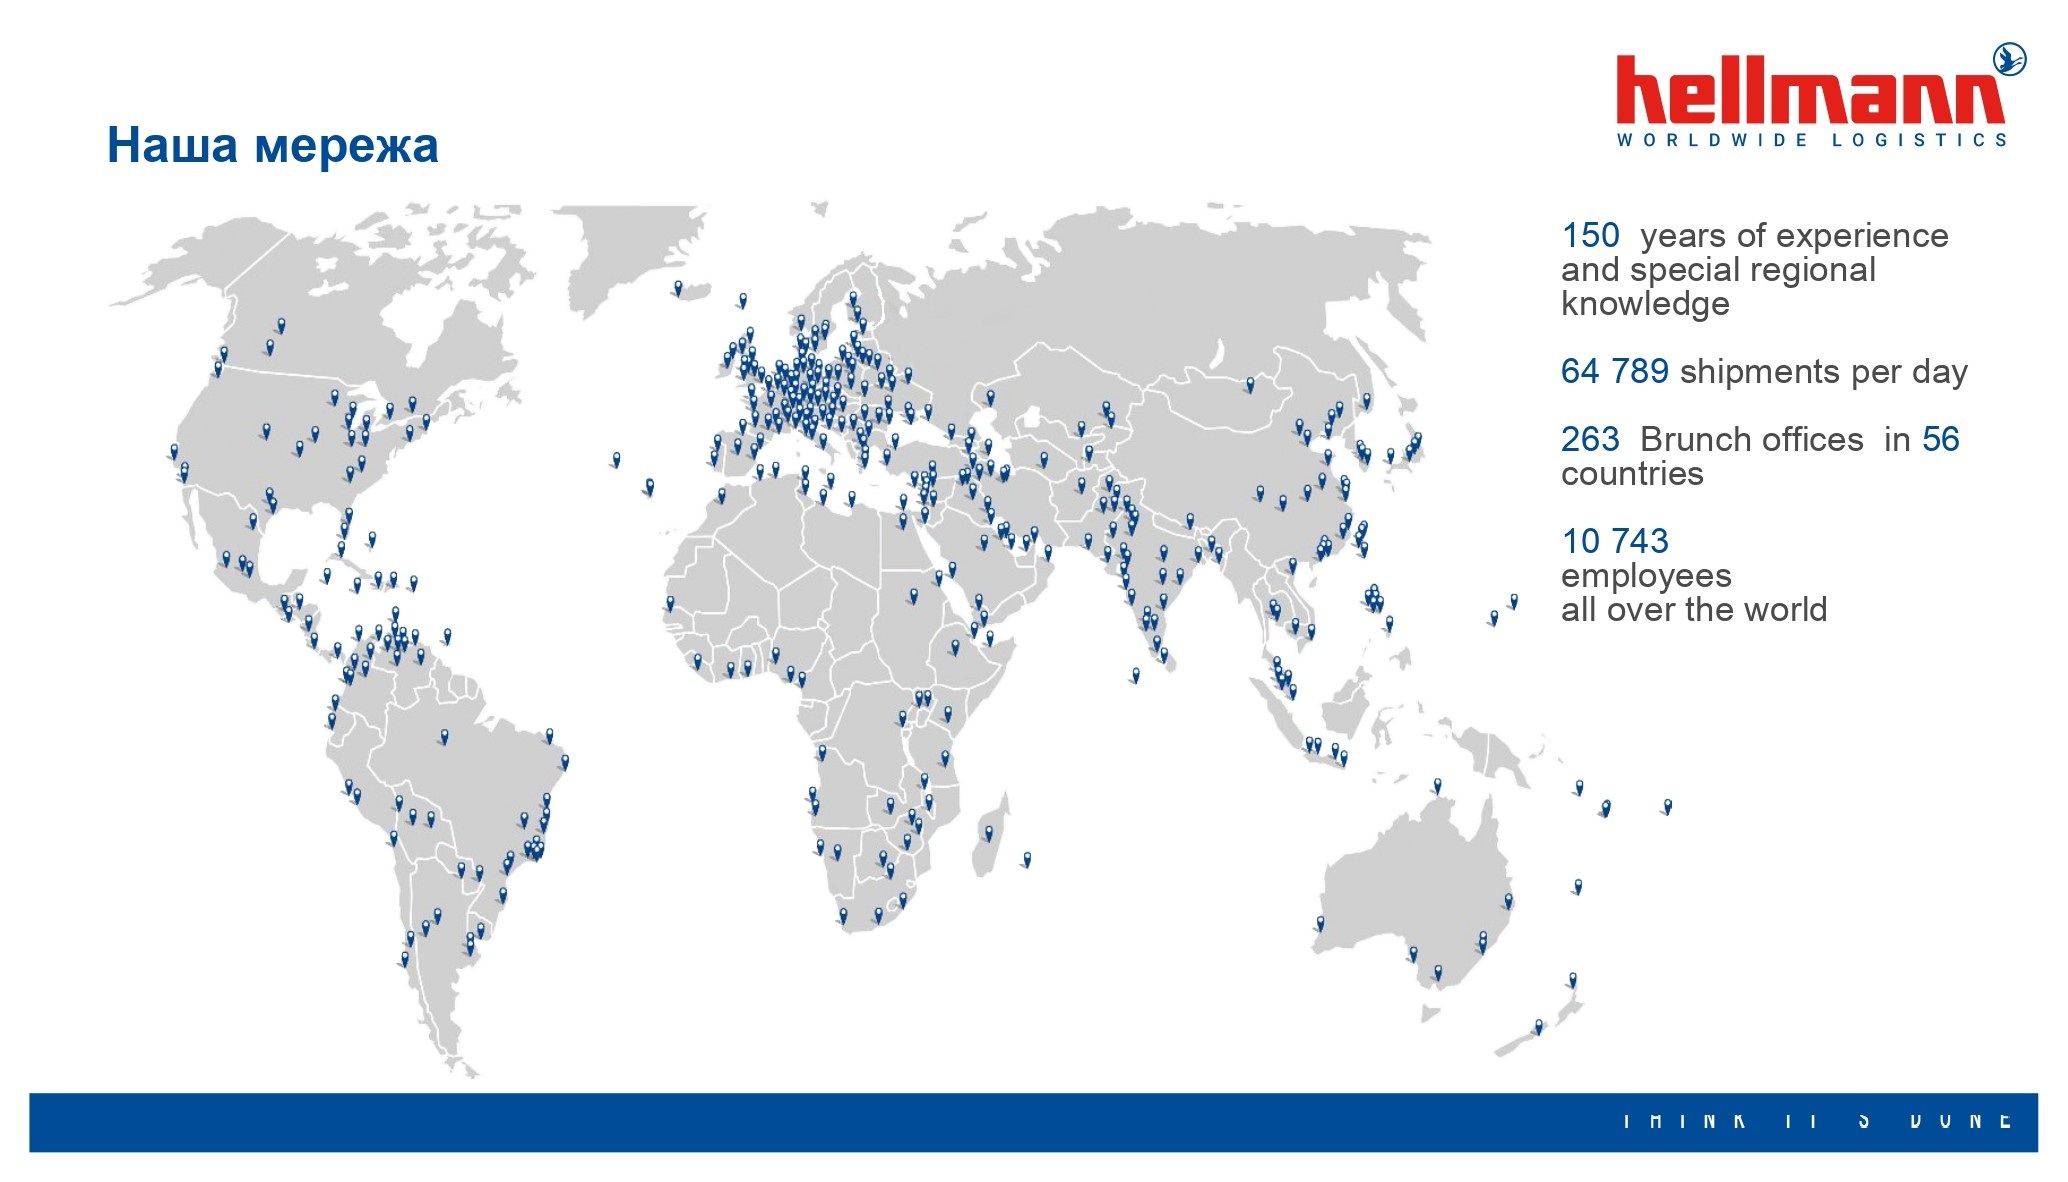 hellmann
WORLDWIDE LOGISTICS
Наша мережа
150 years of experience
and special regional
knowledge
64 789 shipments per day
263 Brunch offices in 56
countries
10 743
employees
all over the world
THINK IT'S DONE